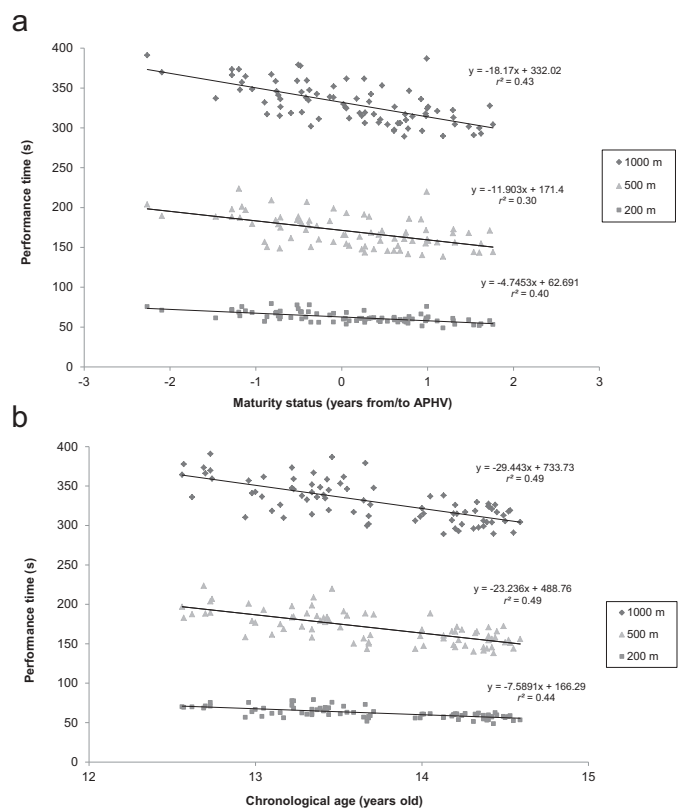 a
400
350
300
250
200
150
100
50
0
Performance time (s)
y = -18.17x + 332.02
r² = 0.43
y = -11.903x + 171.4
r² = 0.30
y = -4.7453x + 62.691
r² = 0.40
1000 m
500 m
200 m
-3 -2 -1 0 1 2 3
Maturity status (years from/to APHV)
b
400
350
300
250
200
150
100
50
0
Performance time (s)
y = -29.443x + 733.73
r² = 0.49
y = -23.236x + 488.76
r² = 0.49
y = -7.5891x + 166.29
r² = 0.44
1000 m
500 m
200 m
12 13 14 15
Chronological age (years old)